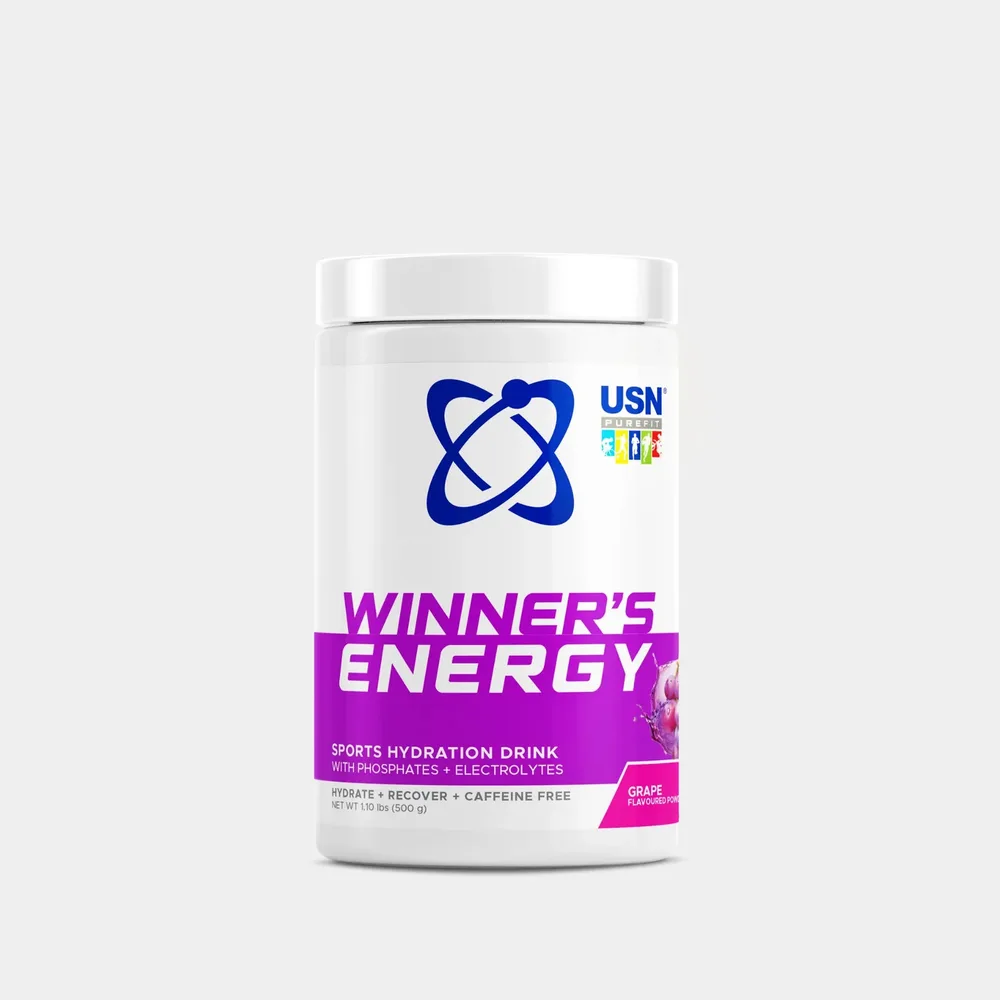 USN®
PUREFIT
WINNER'S
ENERGY
SPORTS HYDRATION DRINK
WITH PHOSPHATES + ELECTROLYTES
HYDRATE + RECOVER + CAFFEINE FREE
NET WT 1.10 lbs (500 g)
GRAPE
FLAVOURED